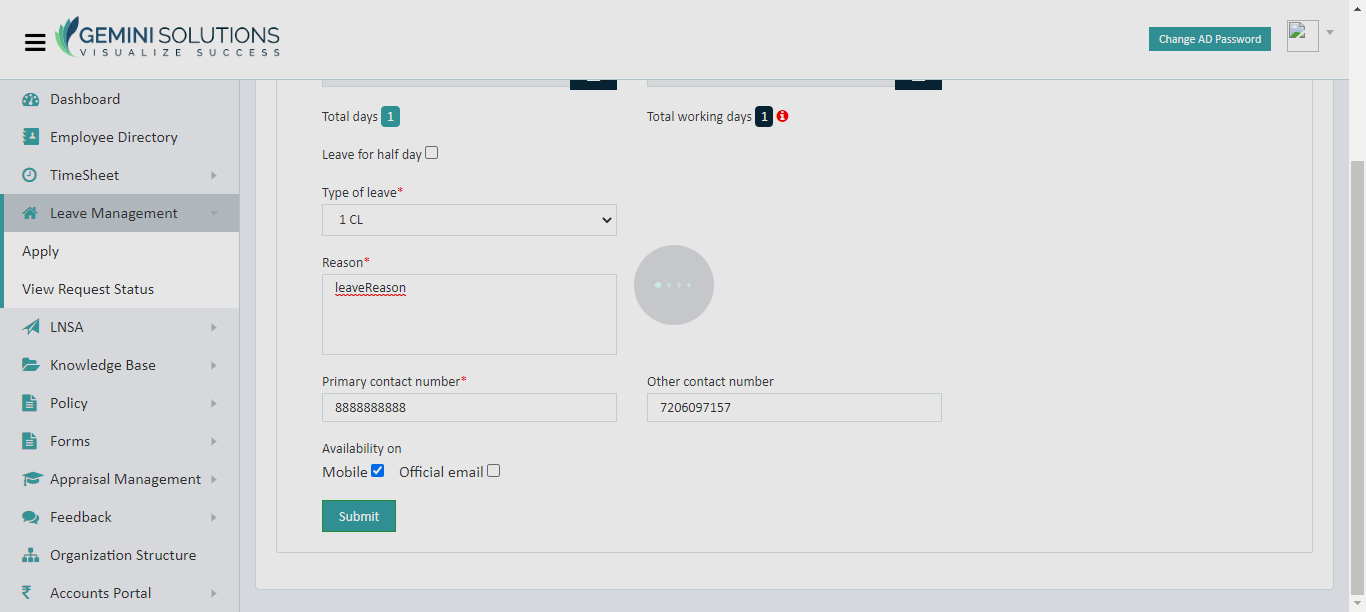 GEMINI SOLUTIONS
VISUALIZE SUCCESS
Change AD Password
Dashboard
Employee Directory
TimeSheet
Leave Management
Apply
View Request Status
LNSA
Knowledge Base
Policy
Forms
Appraisal Management
Feedback
Organization Structure
₹ Accounts Portal
Total days 1
Total working days 1
Leave for half day
Type of leave*
1 CL
Reason*
leaveReason
Primary contact number*
Other contact number
8888888888
7206097157
Availability on
Mobile Official email
Submit